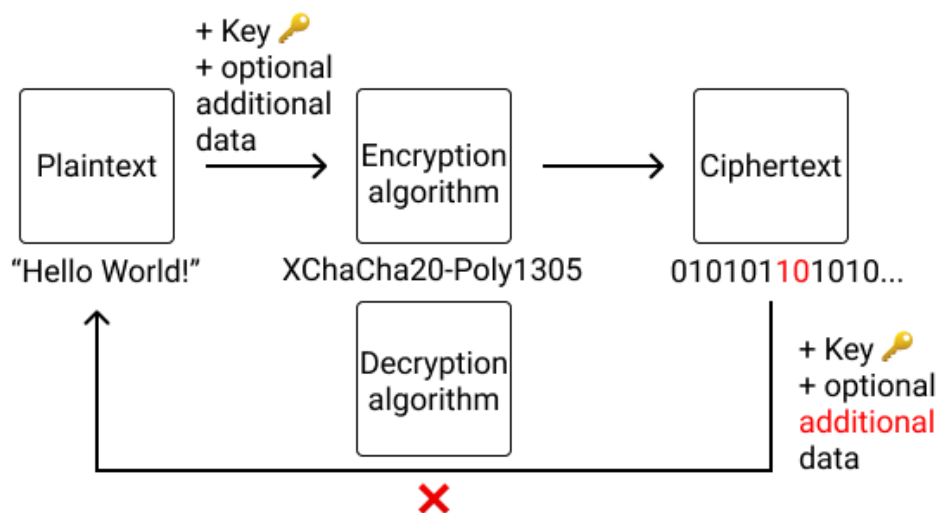 + Key 🔑
+ optional
additional
data
Plaintext
Encryption
algorithm
Ciphertext
“Hello World!”
XChaCha20-Poly1305
010101101010...
Decryption
algorithm
+ Key 🔑
+ optional
additional
data